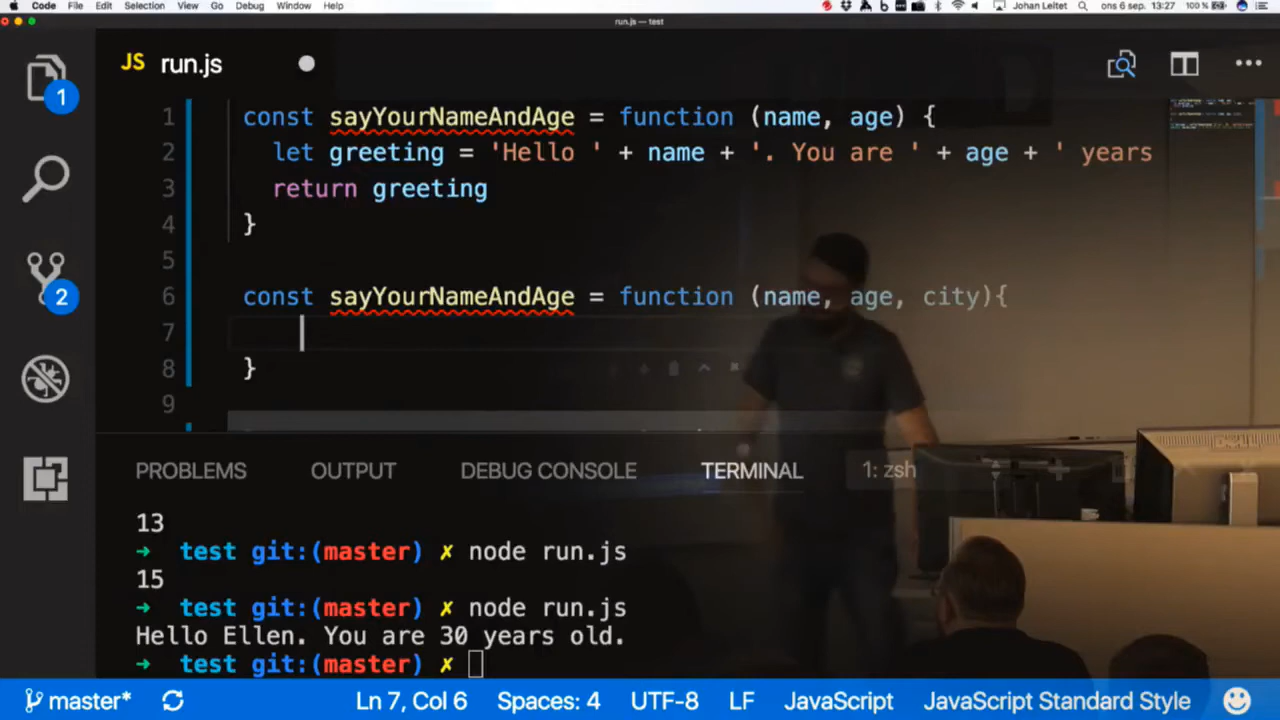 Code File Edit Selection View Go Debug Window Help Johan Leitet ons 6 sep. 13:27 100 %
run.js — test
JS run.js
1
1 const sayYourNameAndAge = function (name, age) {
2 let greeting = 'Hello ' + name + '. You are ' + age + ' years
3 return greeting
4 }
5
6 const sayYourNameAndAge = function (name, age, city){
7
8 }
9
2
PROBLEMS OUTPUT DEBUG CONSOLE TERMINAL 1: zsh
13
➜ test git:(master) ✗ node run.js
15
➜ test git:(master) ✗ node run.js
Hello Ellen. You are 30 years old.
➜ test git:(master) ✗
DELL
master* Ln 7, Col 6 Spaces: 4 UTF-8 LF JavaScript JavaScript Standard Style